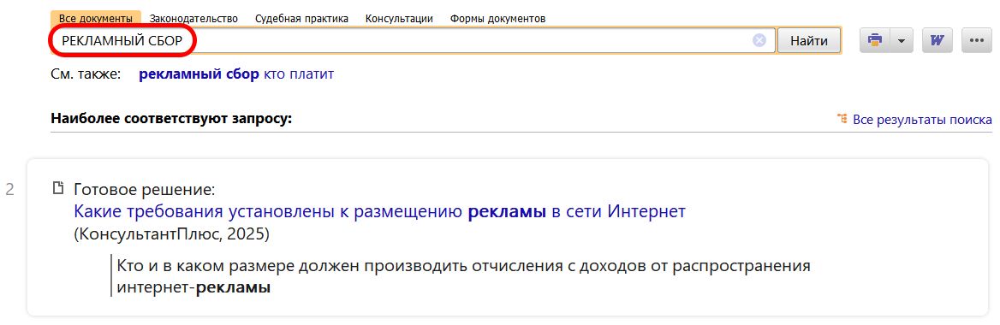 Все документы Законодательство Судебная практика Консультации Формы документов
РЕКЛАМНЫЙ СБОР Найти W
См. также: рекламный сбор кто платит
Наиболее соответствуют запросу: Все результаты поиска
2 Готовое решение:
Какие требования установлены к размещению рекламы в сети Интернет
(КонсультантПлюс, 2025)
Кто и в каком размере должен производить отчисления с доходов от распространения
интернет-рекламы